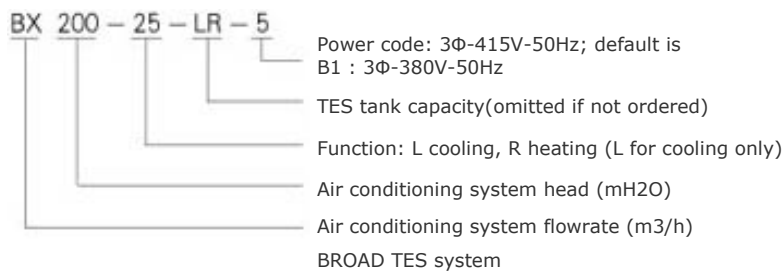 BX 200 – 25 – LR – 5
Power code: 3Φ-415V-50Hz; default is
B1 : 3Φ-380V-50Hz
TES tank capacity(omitted if not ordered)
Function: L cooling, R heating (L for cooling only)
Air conditioning system head (mH2O)
Air conditioning system flowrate (m3/h)
BROAD TES system